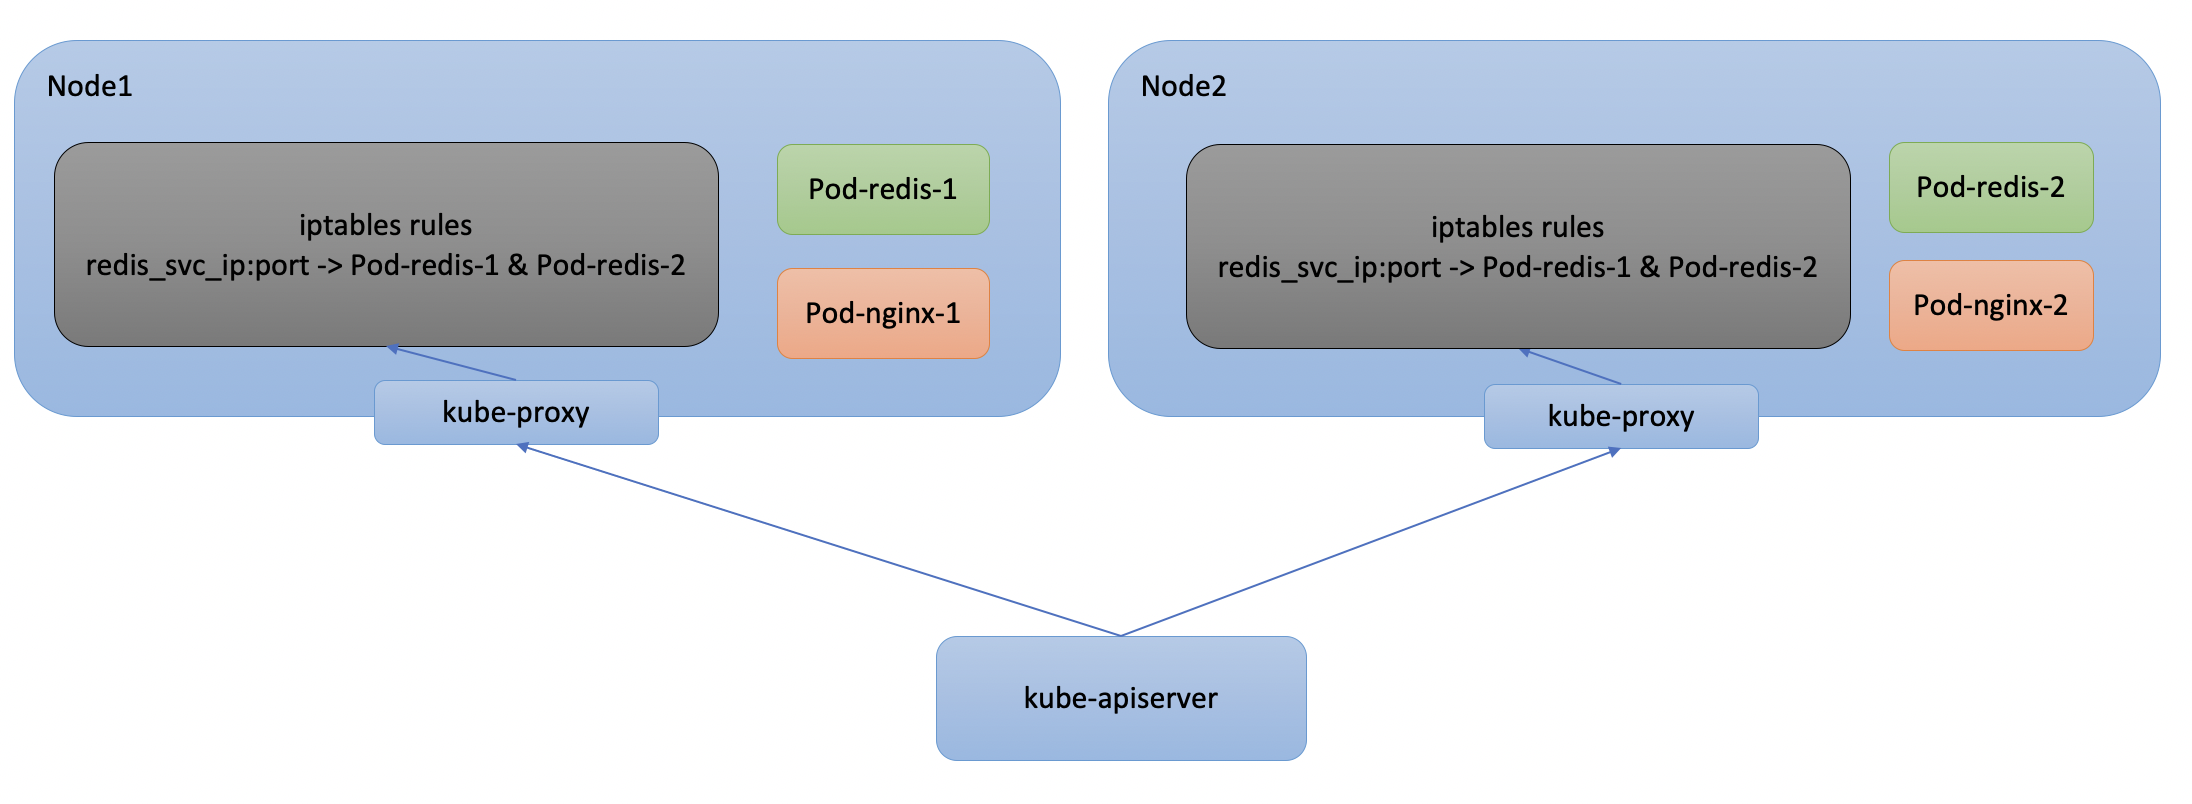 Node1
iptables rules
redis_svc_ip:port -> Pod-redis-1 & Pod-redis-2
Pod-redis-1
Pod-nginx-1
kube-proxy
Node2
iptables rules
redis_svc_ip:port -> Pod-redis-1 & Pod-redis-2
Pod-redis-2
Pod-nginx-2
kube-proxy
kube-apiserver